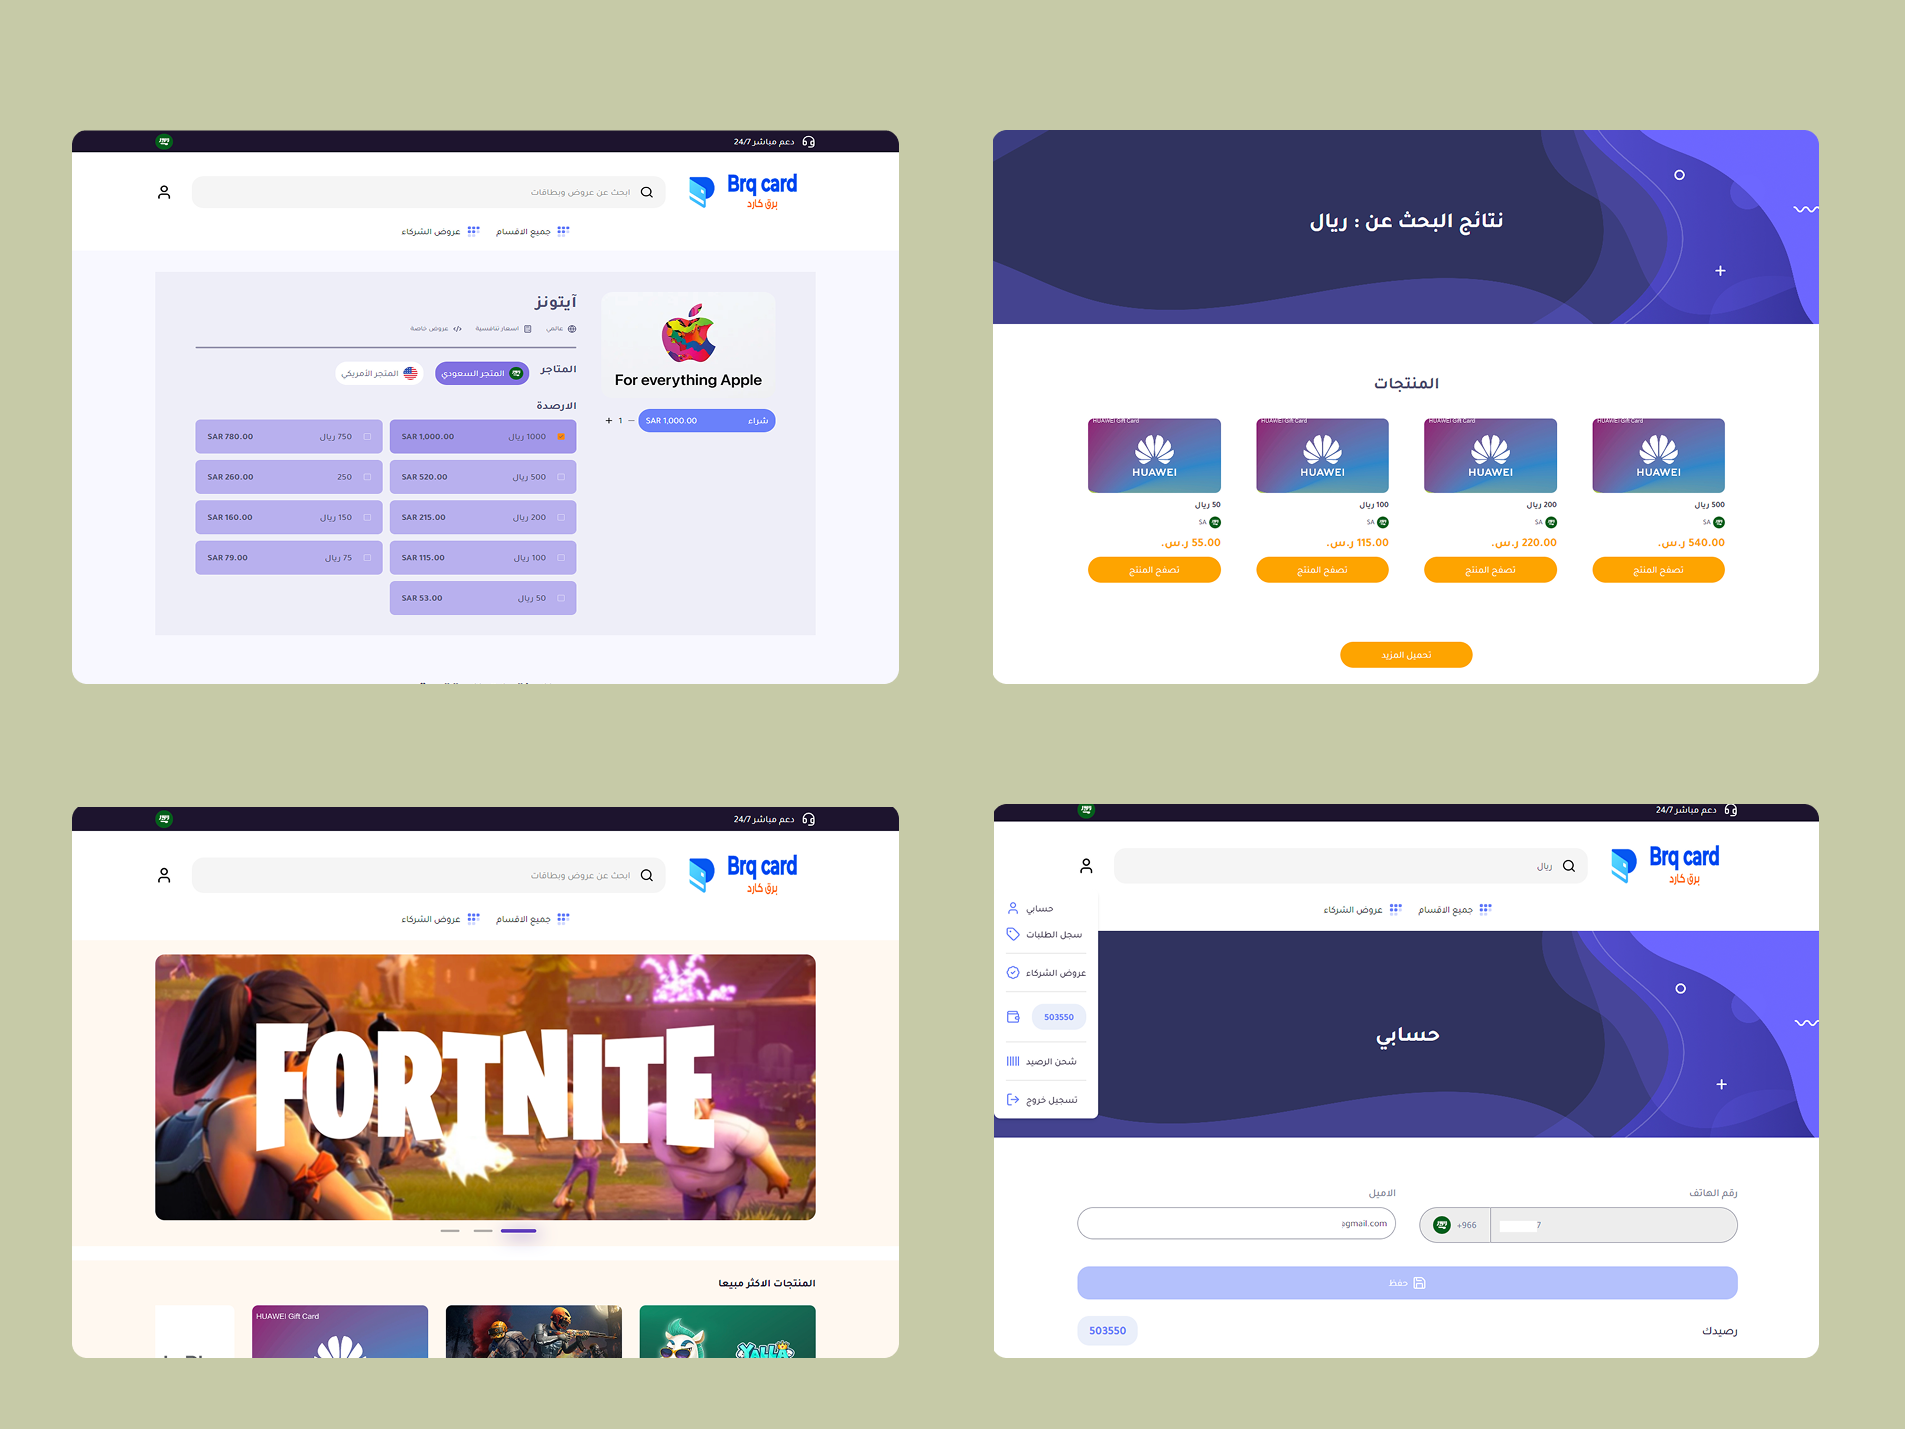 دعم مباشر 24/7
Brq card
برق كارد
ابحث عن عروض وبطاقات
جميع الاقسام
عروض الشركاء
For everything Apple
شراء SAR 1,000.00
− 1 +
آيتونز
عالمي
اسعار تنافسية
عروض خاصة
المتاجر
المتجر السعودي
المتجر الأمريكي
الارصدة
1000 ريال SAR 1,000.00
750 ريال SAR 780.00
500 ريال SAR 520.00
250 SAR 260.00
200 ريال SAR 215.00
150 ريال SAR 160.00
100 ريال SAR 115.00
75 ريال SAR 79.00
50 ريال SAR 53.00
نتائج البحث عن : ريال
المنتجات
HUAWEI Gift Card
HUAWEI
500 ريال
SA
540.00 ر.س.
تصفح المنتج
HUAWEI Gift Card
HUAWEI
200 ريال
SA
220.00 ر.س.
تصفح المنتج
HUAWEI Gift Card
HUAWEI
100 ريال
SA
115.00 ر.س.
تصفح المنتج
HUAWEI Gift Card
HUAWEI
50 ريال
SA
55.00 ر.س.
تصفح المنتج
تحميل المزيد
دعم مباشر 24/7
Brq card
برق كارد
ابحث عن عروض وبطاقات
جميع الاقسام
عروض الشركاء
FORTNITE
المنتجات الاكثر مبيعا
YALLA
HUAWEI Gift Card
دعم مباشر 24/7
Brq card
برق كارد
ريال
جميع الاقسام
عروض الشركاء
حسابي
سجل الطلبات
عروض الشركاء
503550
شحن الرصيد
تسجيل خروج
حسابي
رقم الهاتف
+966
7
الاميل
gmail.com
حفظ
رصيدك
503550